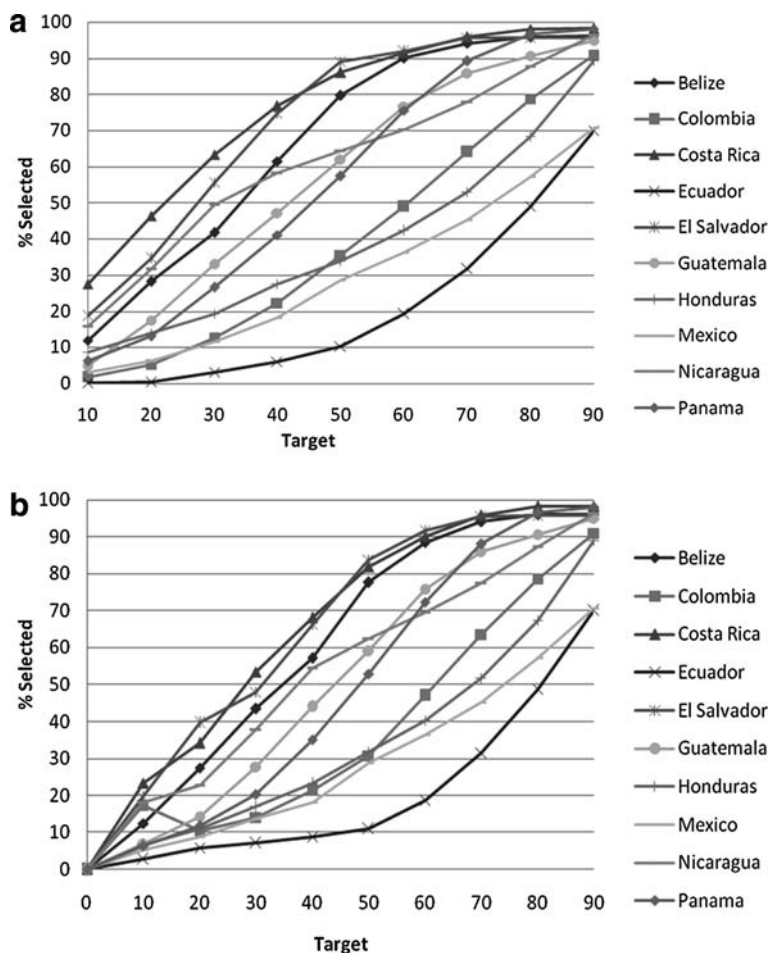 a
100
90
80
70
60
50
40
30
20
10
0
% Selected
10 20 30 40 50 60 70 80 90
Target
Belize
Colombia
Costa Rica
Ecuador
El Salvador
Guatemala
Honduras
Mexico
Nicaragua
Panama
b
100
90
80
70
60
50
40
30
20
10
0
% Selected
0 10 20 30 40 50 60 70 80 90
Target
Belize
Colombia
Costa Rica
Ecuador
El Salvador
Guatemala
Honduras
Mexico
Nicaragua
Panama